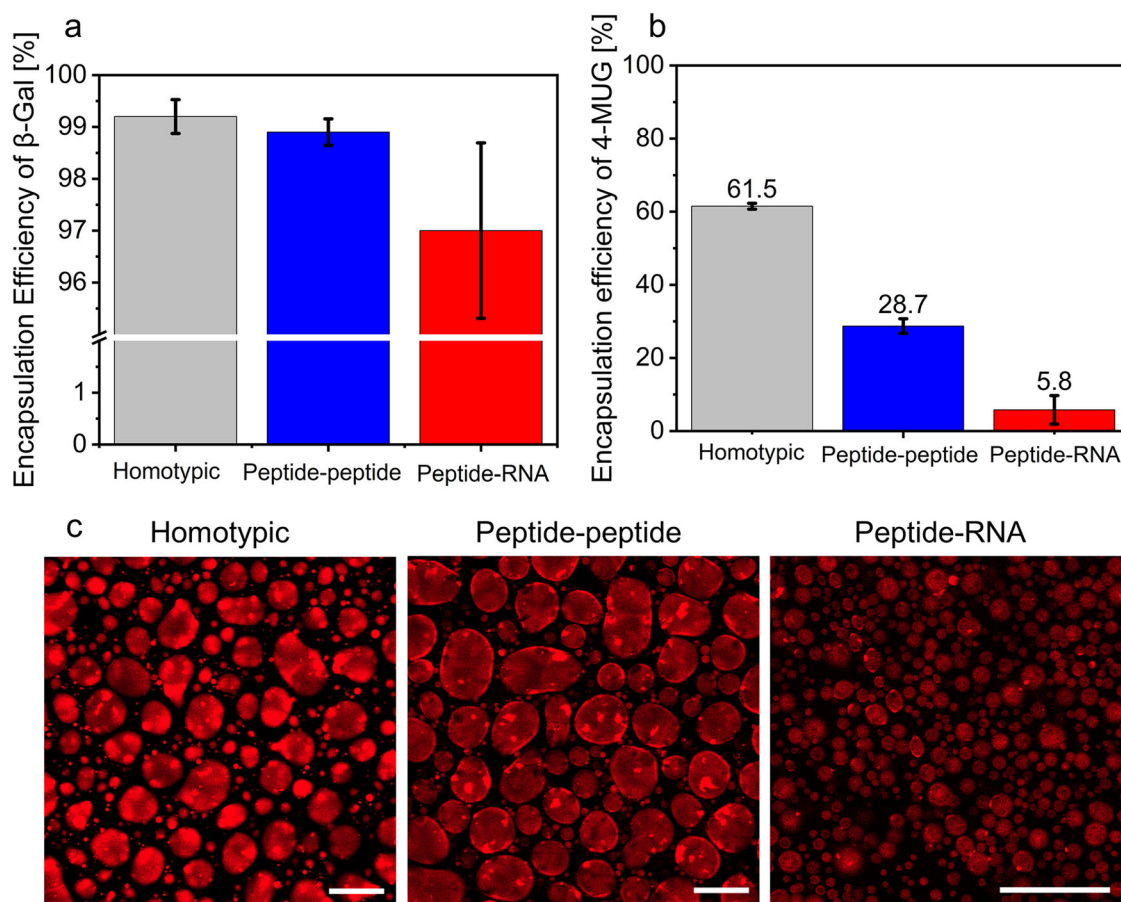 a
Encapsulation Efficiency of β-Gal [%]
100
99
98
97
96
1
0
Homotypic
Peptide-peptide
Peptide-RNA
b
Encapsulation efficiency of 4-MUG [%]
100
80
60
40
20
0
61.5
28.7
5.8
Homotypic
Peptide-peptide
Peptide-RNA
c
Homotypic
Peptide-peptide
Peptide-RNA